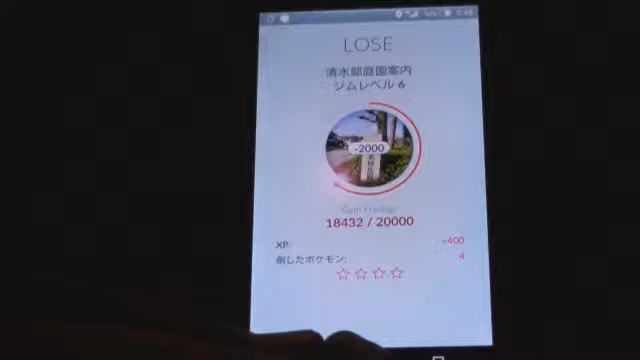 LOSE
清水邸庭園案内
ジムレベル 6
-2000
Gym Prestige
18432 / 20000
XP: +400
倒したポケモン: 4